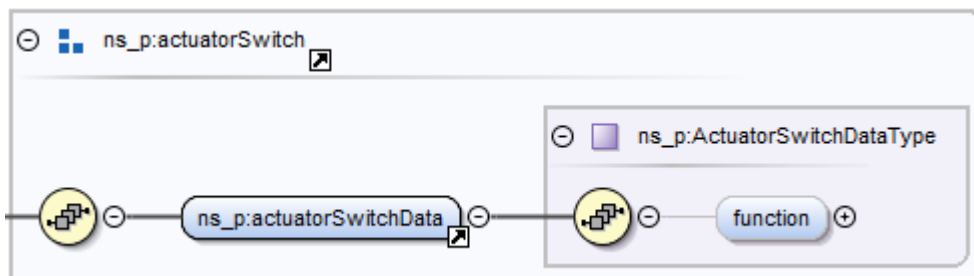 ns_p:actuatorSwitch
ns_p:ActuatorSwitchDataType
ns_p:actuatorSwitchData
function